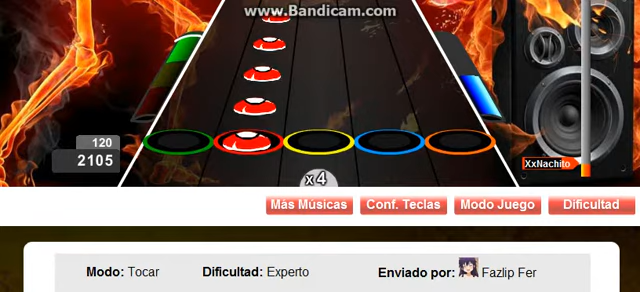 www.Bandicam.com
120
2105
x 4
XxNachito
Más Músicas Conf. Teclas Modo Juego Dificultad
Modo: Tocar Dificultad: Experto Enviado por: Fazlip Fer